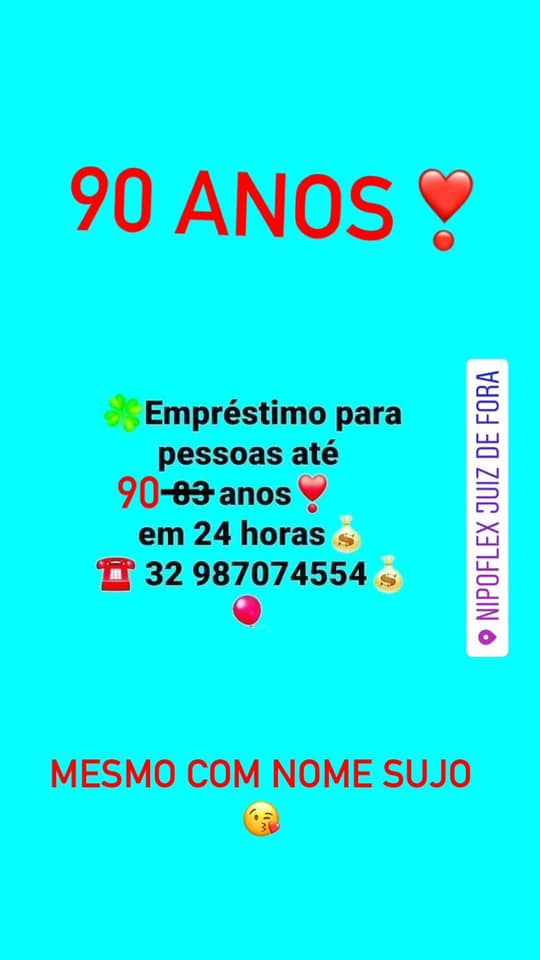 90 ANOS❣️
🍀Empréstimo para
pessoas até
90 83 anos❣️
em 24 horas💰
☎️ 32 987074554💰
🎈
NIPOFLEX JUIZ DE FORA
MESMO COM NOME SUJO
😘